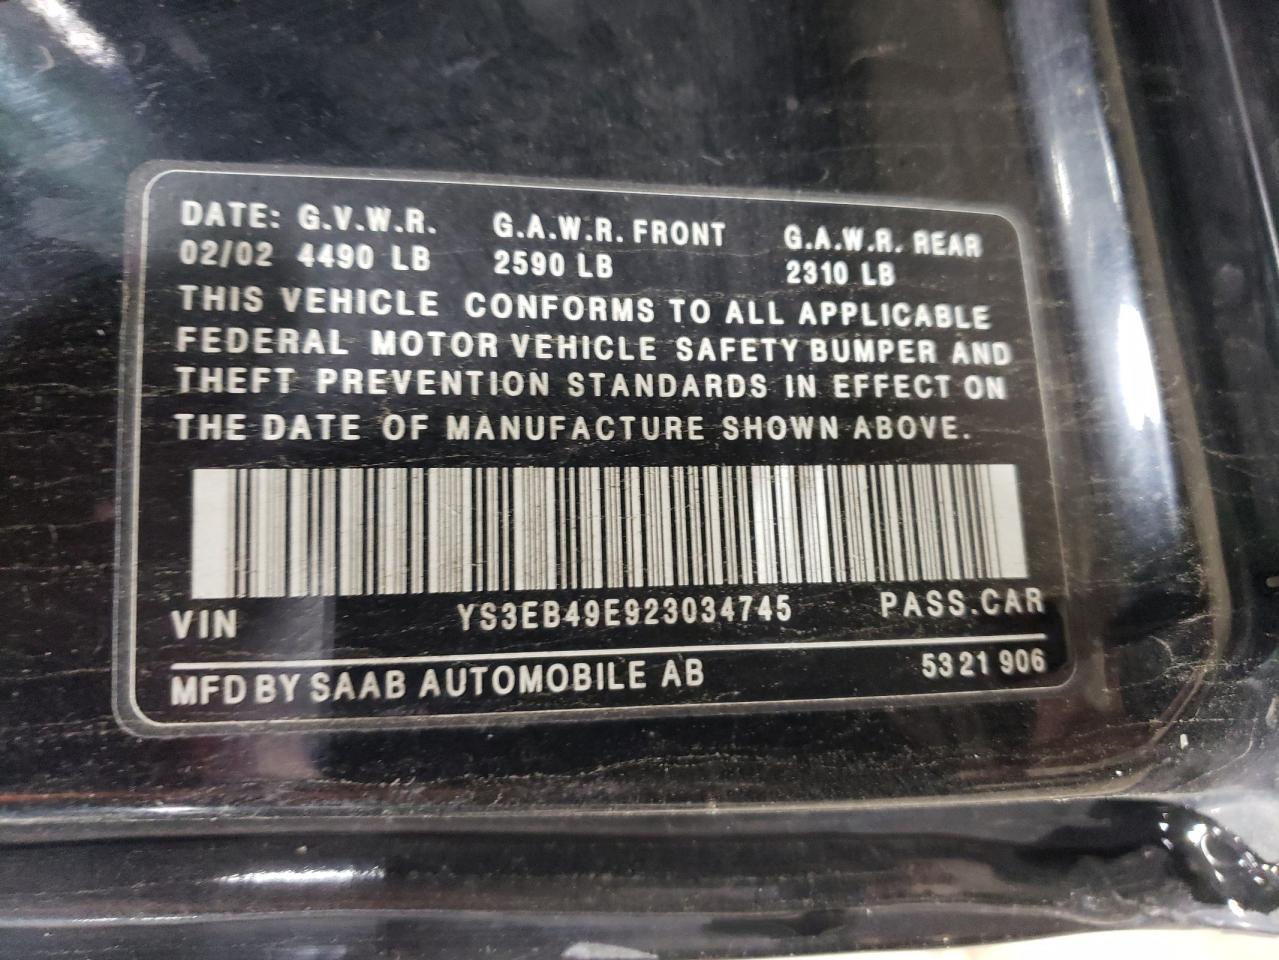 DATE: G.V.W.R. G.A.W.R. FRONT G.A.W.R. REAR
02/02 4490 LB 2590 LB 2310 LB
THIS VEHICLE CONFORMS TO ALL APPLICABLE
FEDERAL MOTOR VEHICLE SAFETY BUMPER AND
THEFT PREVENTION STANDARDS IN EFFECT ON
THE DATE OF MANUFACTURE SHOWN ABOVE.
VIN YS3EB49E923034745 PASS.CAR
MFD BY SAAB AUTOMOBILE AB 53 21 906